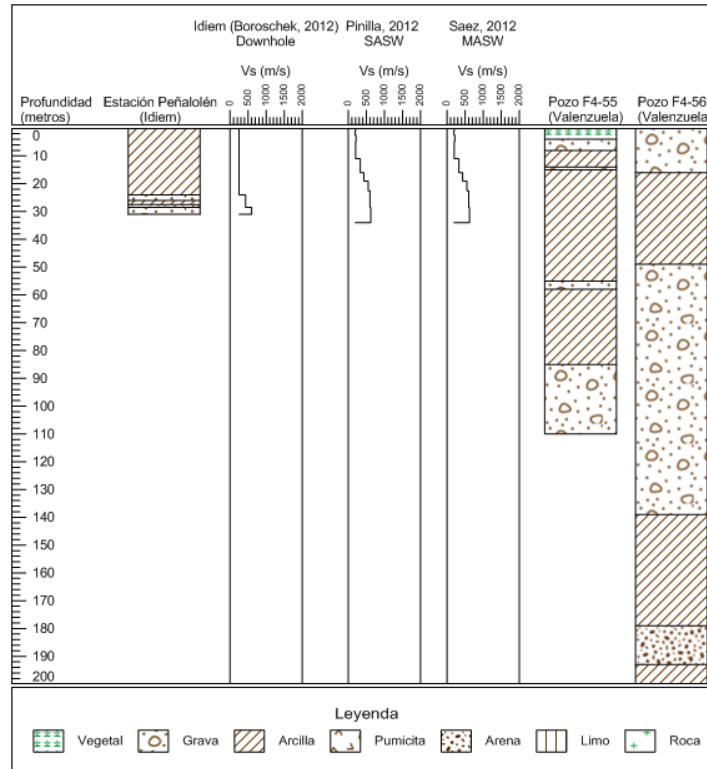 Idiem (Boroschek, 2012) Pinilla, 2012 Saez, 2012
Downhole SASW MASW
Vs (m/s) Vs (m/s) Vs (m/s)
Profundidad Estación Peñalolén Pozo F4-55 Pozo F4-56
(metros) (Idiem) (Valenzuela) (Valenzuela)
0 500 1000 1500 2000 0 500 1000 1500 2000 0 500 1000 1500 2000
0
10
20
30
40
50
60
70
80
90
100
110
120
130
140
150
160
170
180
190
200
Leyenda
Vegetal Grava Arcilla Pumicita Arena Limo Roca